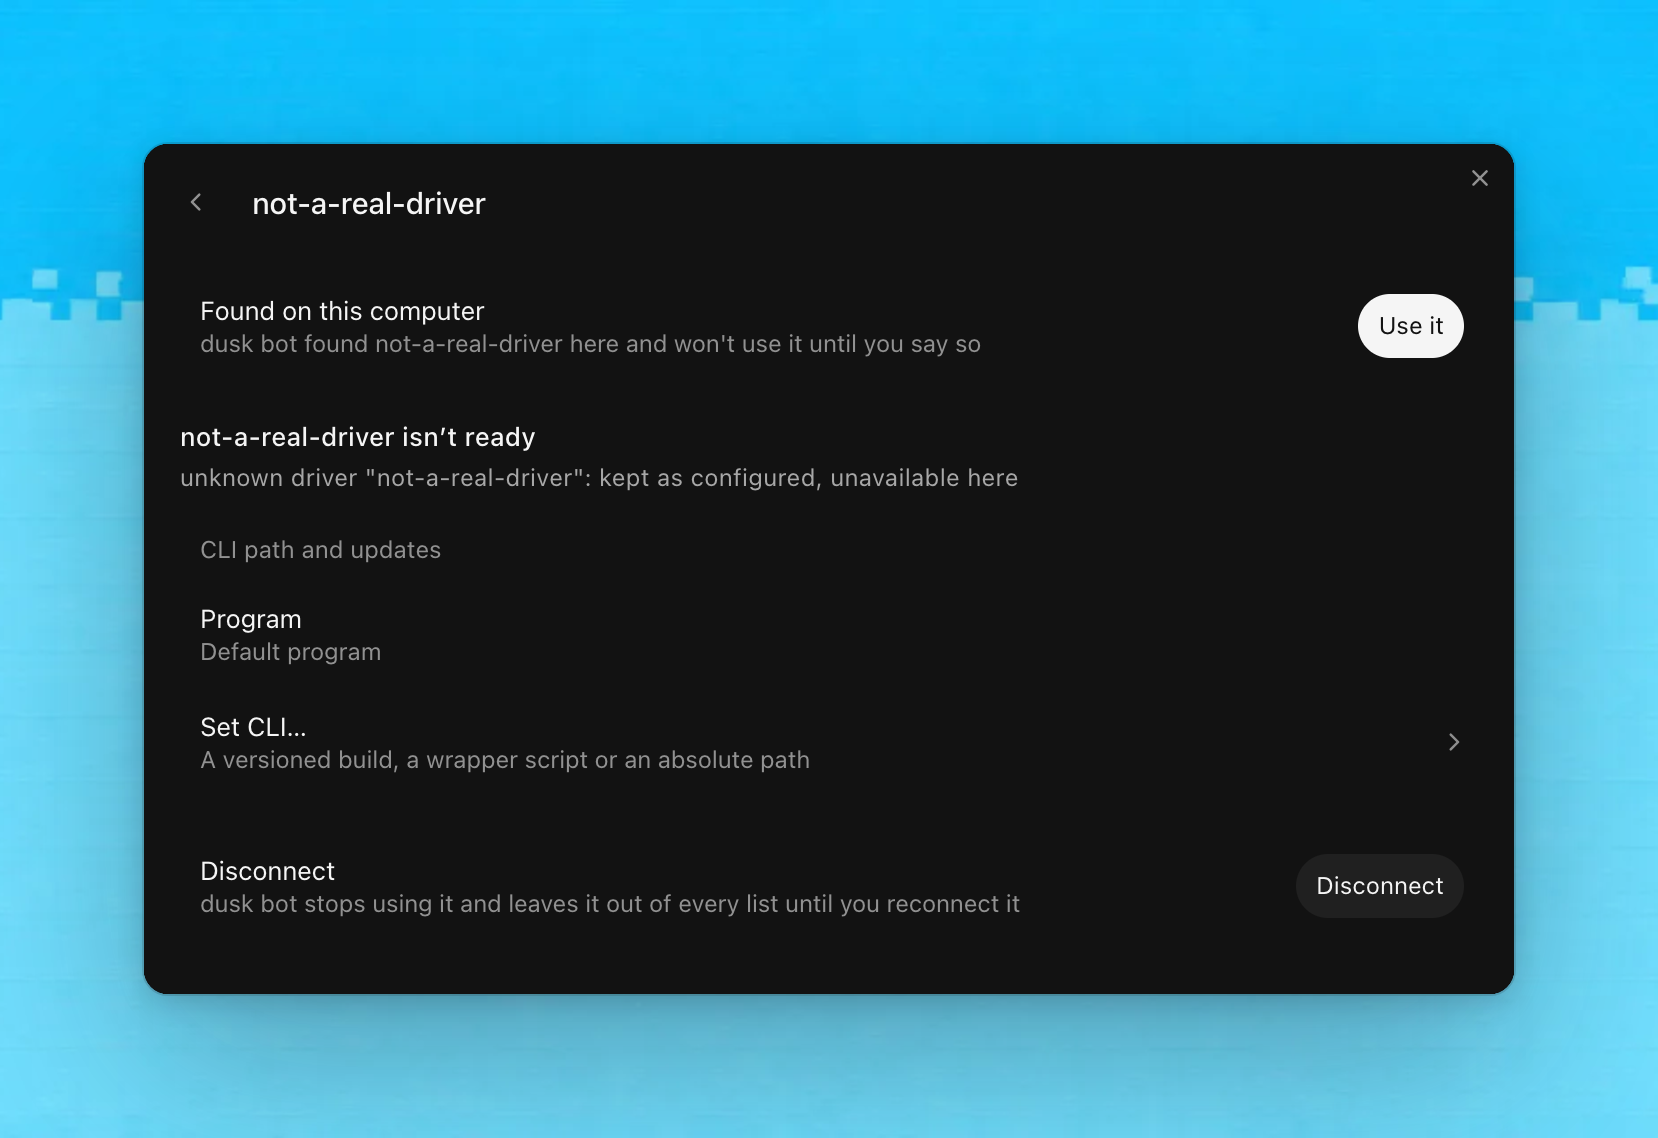 not-a-real-driver
Found on this computer
dusk bot found not-a-real-driver here and won't use it until you say so
Use it
not-a-real-driver isn’t ready
unknown driver "not-a-real-driver": kept as configured, unavailable here
CLI path and updates
Program
Default program
Set CLI...
A versioned build, a wrapper script or an absolute path
Disconnect
dusk bot stops using it and leaves it out of every list until you reconnect it
Disconnect